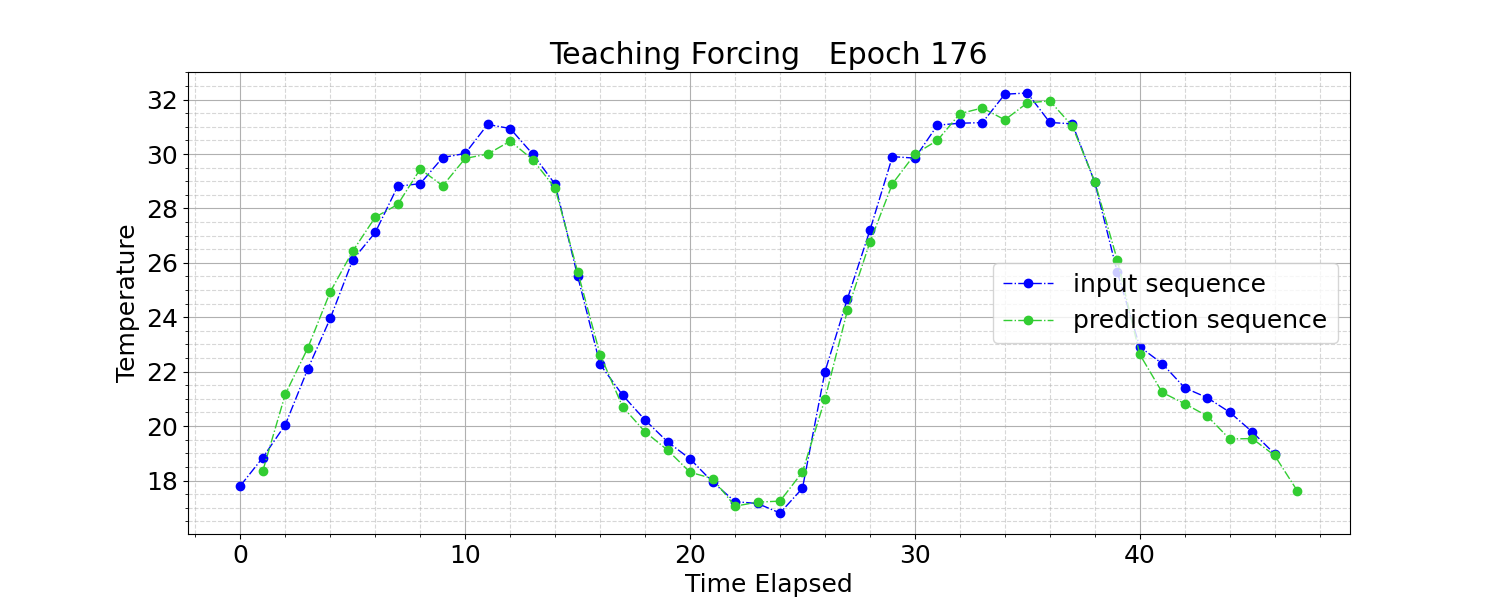 Teaching Forcing   Epoch 176
32
30
28
26
24
22
20
18
Temperature
input sequence
prediction sequence
0 10 20 30 40
Time Elapsed